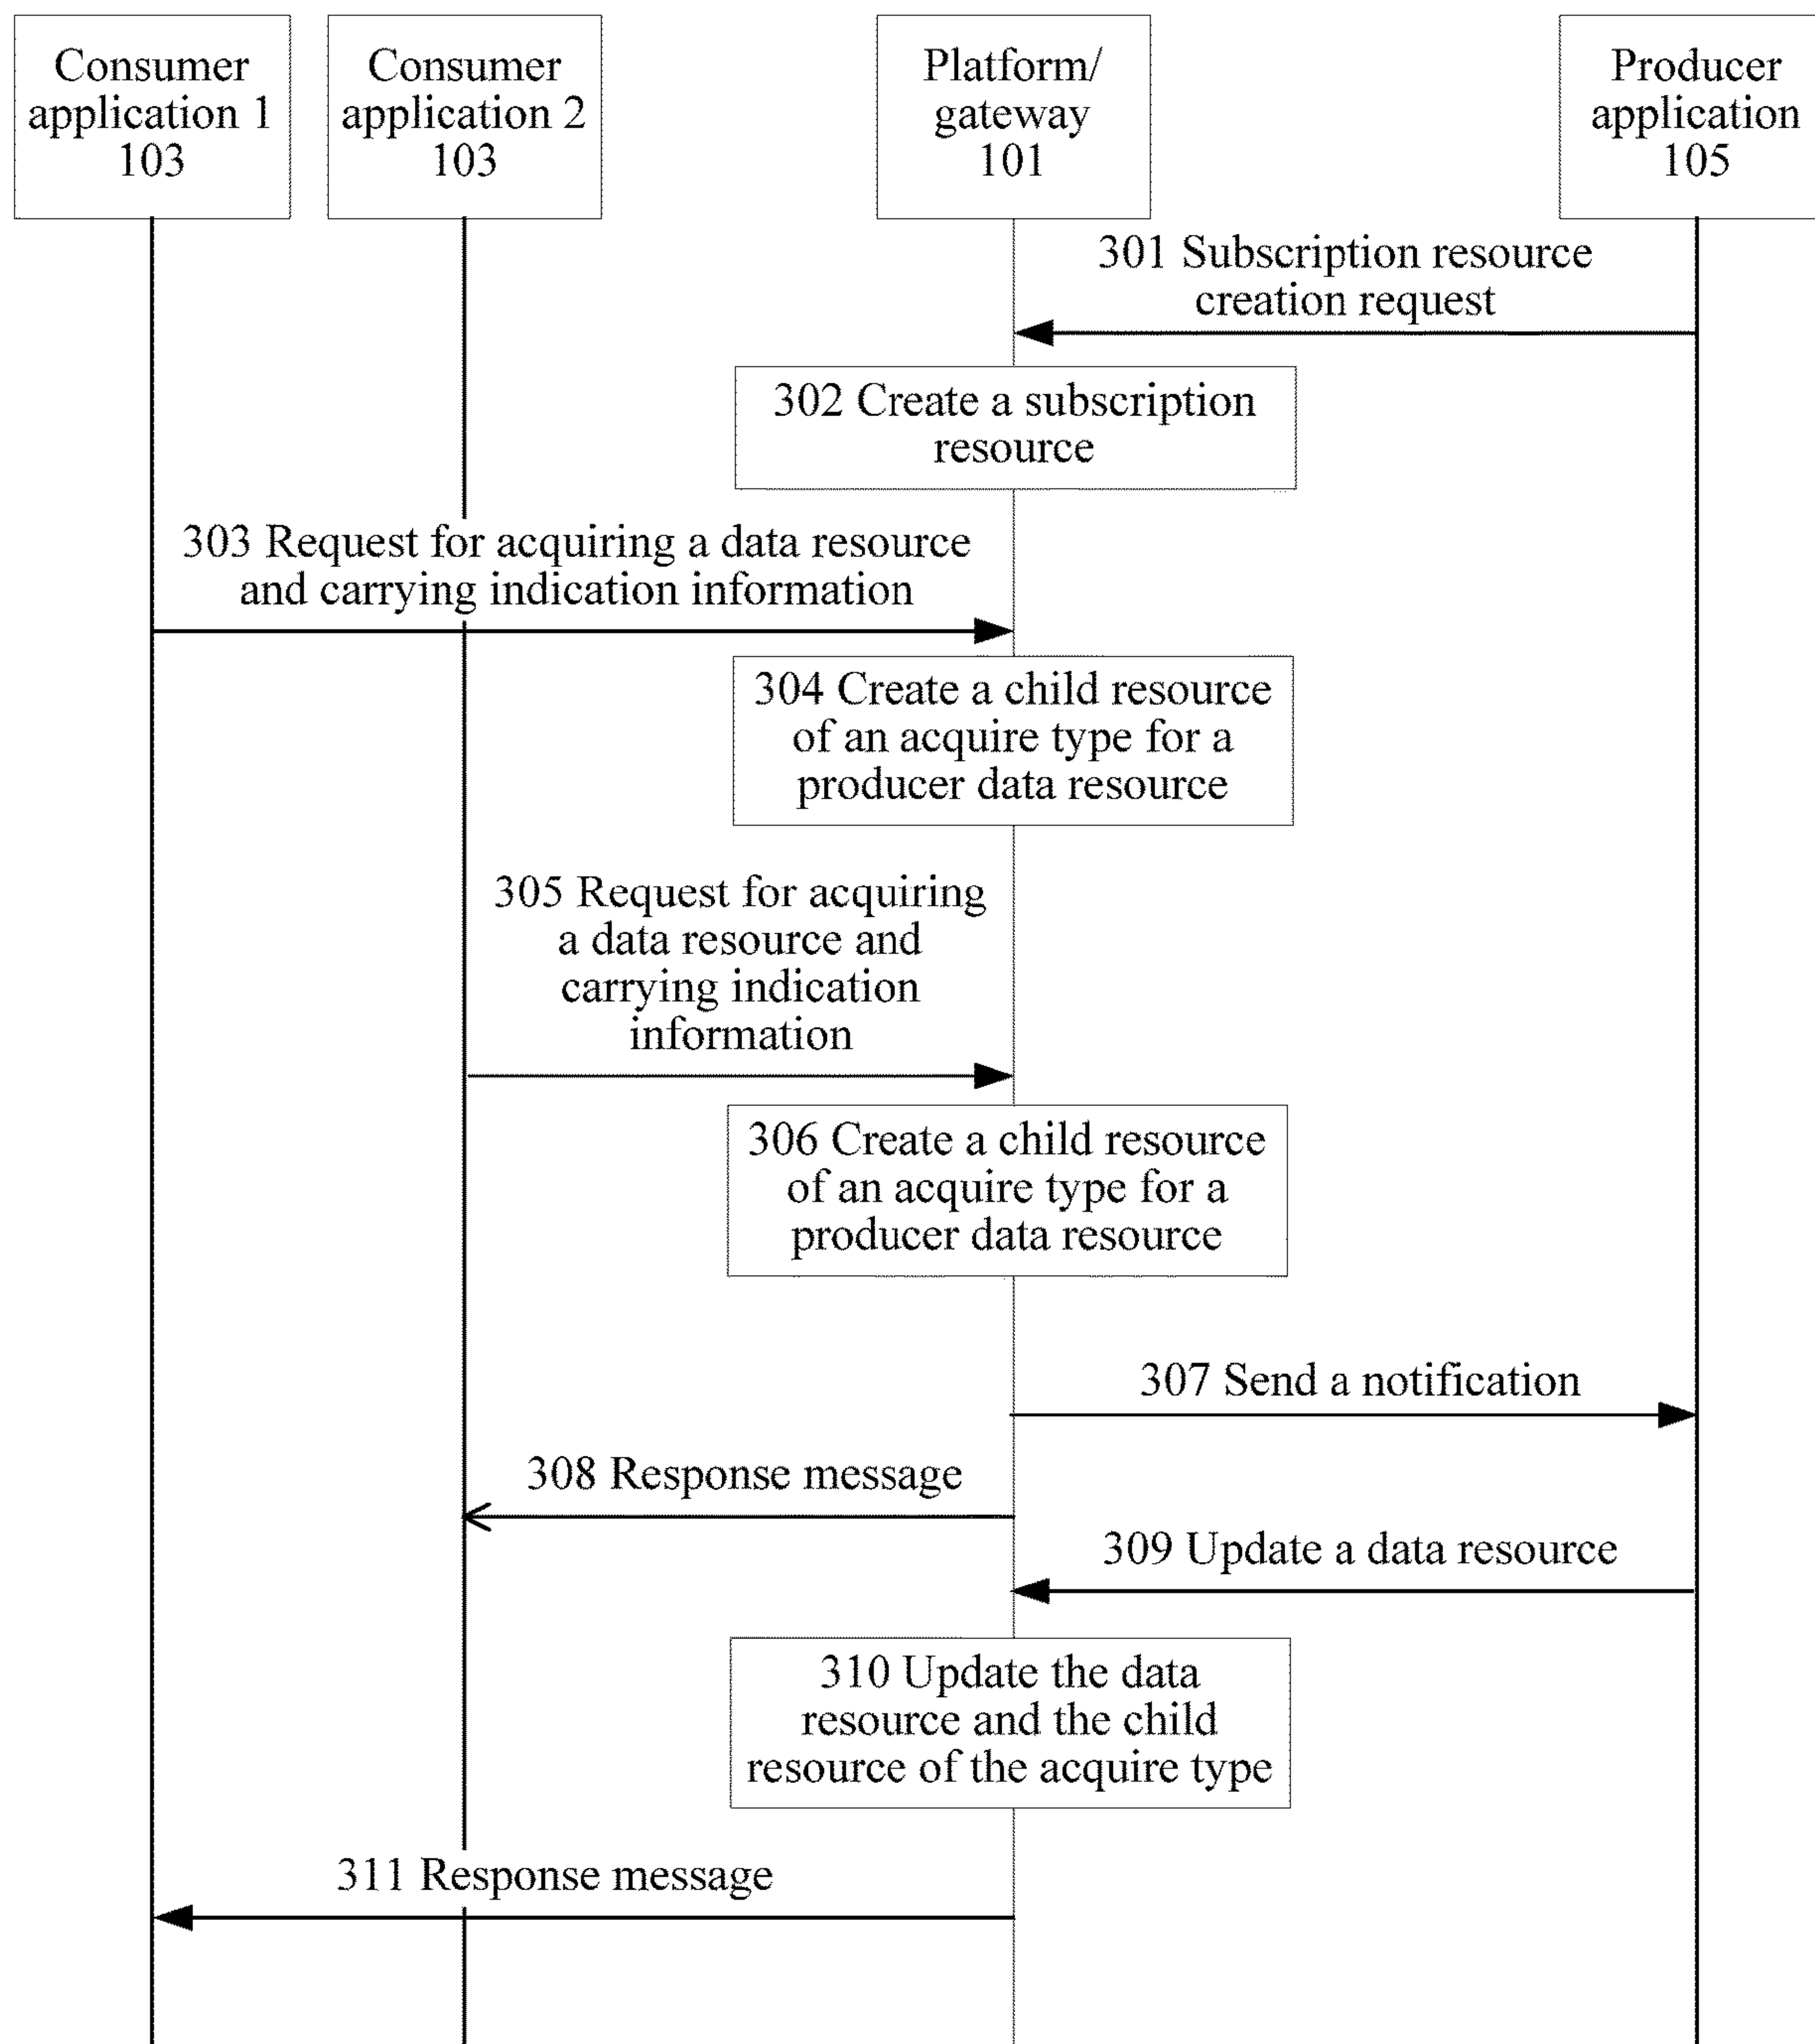 Consumer
application 1
103
Consumer
application 2
103
Platform/
gateway
101
Producer
application
105
301 Subscription resource
creation request
302 Create a subscription
resource
303 Request for acquiring a data resource
and carrying indication information
304 Create a child resource
of an acquire type for a
producer data resource
305 Request for acquiring
a data resource and
carrying indication
information
306 Create a child resource
of an acquire type for a
producer data resource
307 Send a notification
308 Response message
309 Update a data resource
310 Update the data
resource and the child
resource of the acquire type
311 Response message